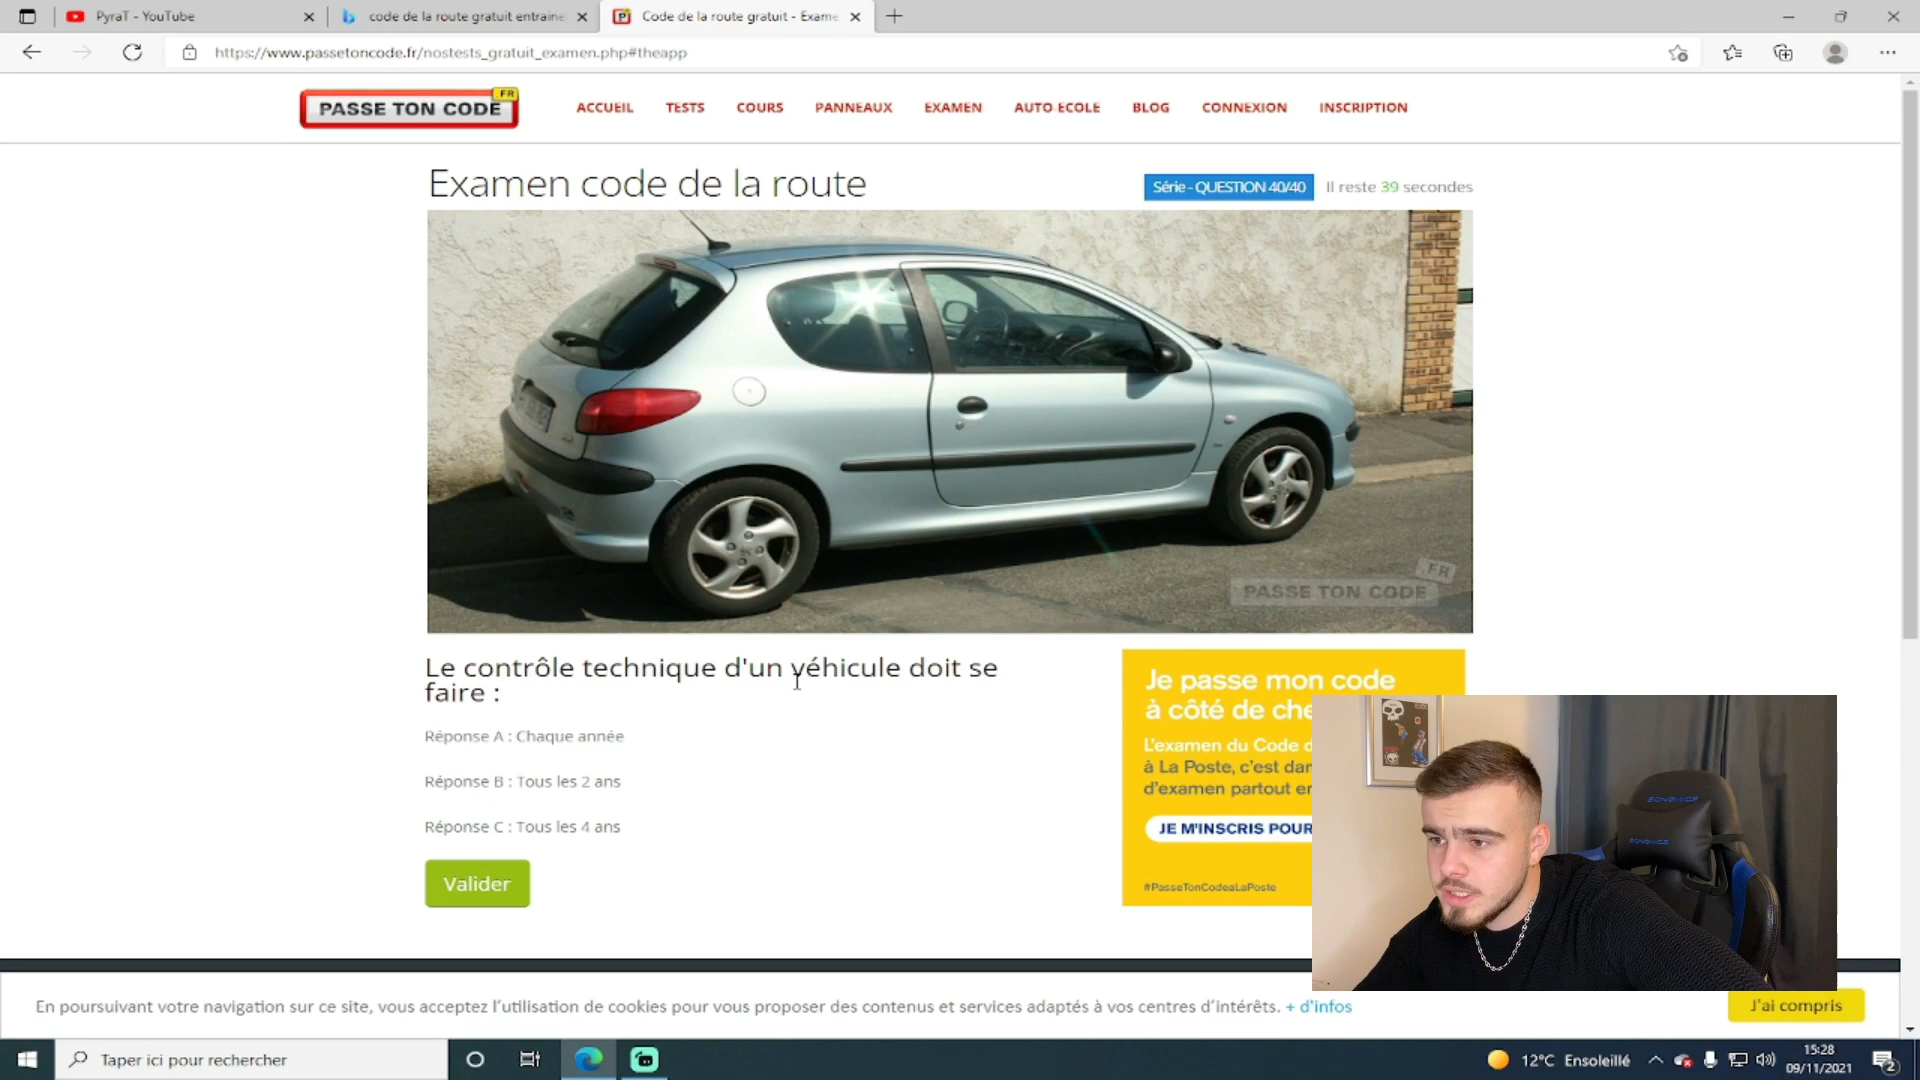 PyraT - YouTube
code de la route gratuit entraine
Code de la route gratuit - Exame
https://www.passetoncode.fr/nostests_gratuit_examen.php#theapp
PASSE TON CODE .FR
ACCUEIL TESTS COURS PANNEAUX EXAMEN AUTO ECOLE BLOG CONNEXION INSCRIPTION
Examen code de la route
Série - QUESTION 40/40
Il reste 39 secondes
PASSE TON CODE .FR
Le contrôle technique d'un véhicule doit se
faire :
Réponse A : Chaque année
Réponse B : Tous les 2 ans
Réponse C : Tous les 4 ans
Valider
Je passe mon code
à côté de che
L'examen du Code d
à La Poste, c'est dan
d'examen partout en
JE M'INSCRIS POUR
#PasseTonCodeaLaPoste
SONGMICS
SONGMICS
En poursuivant votre navigation sur ce site, vous acceptez l'utilisation de cookies pour vous proposer des contenus et services adaptés à vos centres d'intérêts. + d'infos
J'ai compris
Taper ici pour rechercher
12°C Ensoleillé
15:28
09/11/2021
2